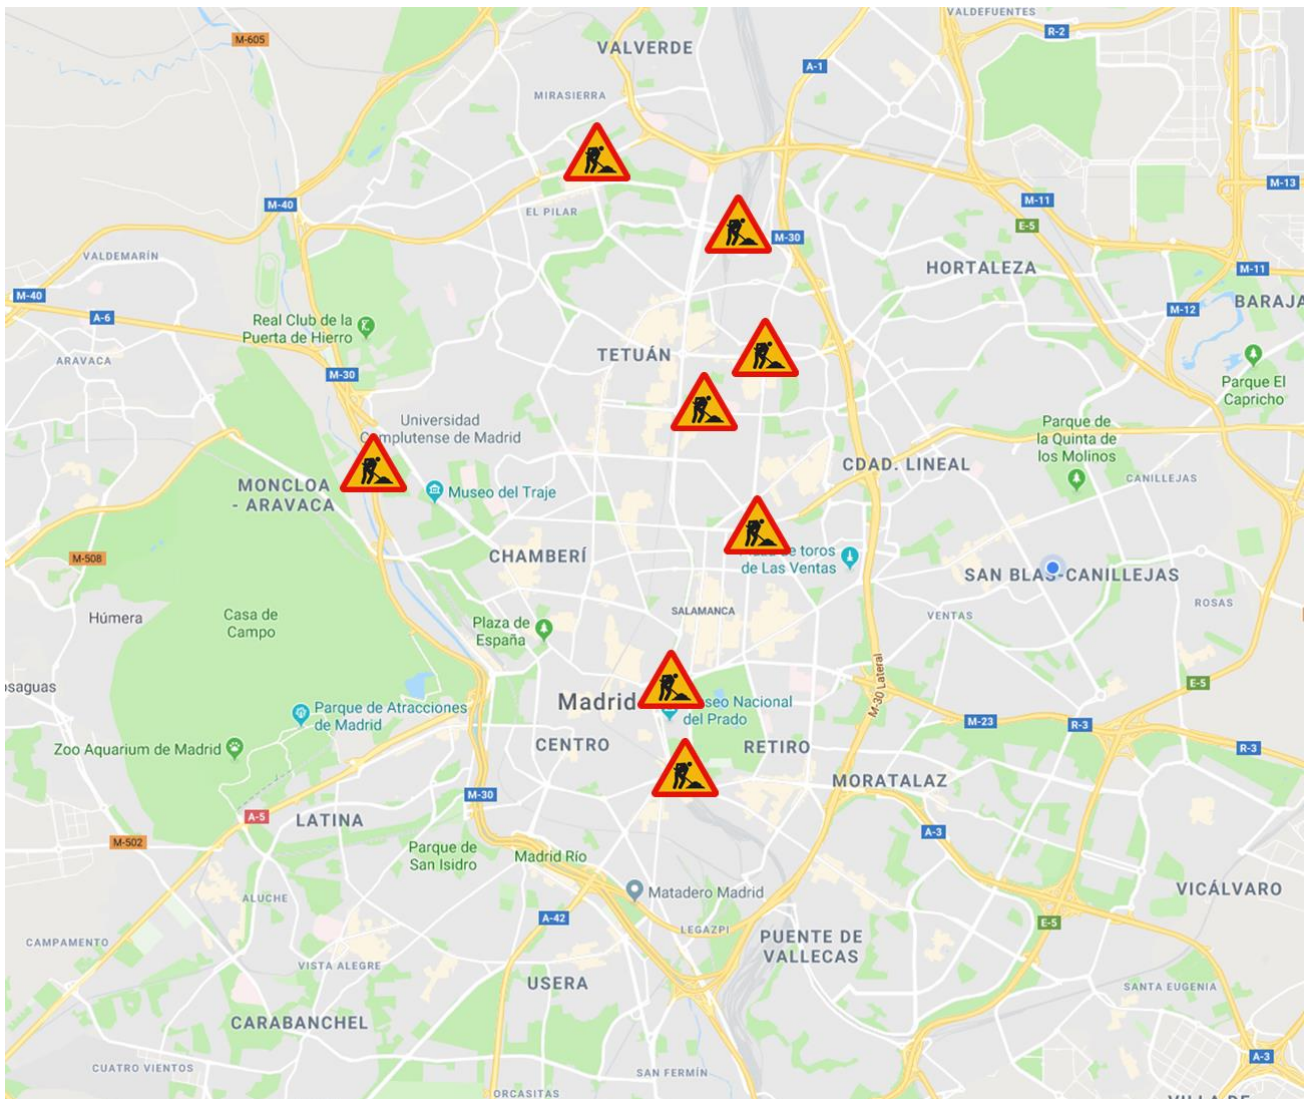 VALDEFUENTES
M-605
R-2
VALVERDE
A-1
MIRASIERRA
M-13
M-11
M-40
EL PILAR
E-5
M-30
VALDEMARÍN
HORTALEZA
M-11
M-40
M-12
BARAJA
A-6
Real Club de la
Puerta de Hierro
TETUÁN
ARAVACA
M-30
Parque El
Capricho
Universidad
Complutense de Madrid
Parque de
la Quinta de
los Molinos
CDAD. LINEAL
CANILLEJAS
MONCLOA
- ARAVACA
Museo del Traje
M-508
CHAMBERÍ
de toros
de Las Ventas
SAN BLAS-CANILLEJAS
ROSAS
Húmera
Casa de
Campo
SALAMANCA
VENTAS
Plaza de
España
osaguas
M-30 Lateral
E-5
Madrid
Museo Nacional
del Prado
Parque de Atracciones
de Madrid
M-23
R-3
R-3
Zoo Aquarium de Madrid
CENTRO
RETIRO
MORATALAZ
M-30
A-5
LATINA
A-3
M-502
Parque de
San Isidro
Madrid Río
Matadero Madrid
VICÁLVARO
ALUCHE
A-42
E-5
LEGAZPI
CAMPAMENTO
PUENTE DE
VALLECAS
VISTA ALEGRE
USERA
SANTA EUGENIA
CARABANCHEL
A-3
CUATRO VIENTOS
SAN FERMÍN
ORCASITAS
VILLA DE